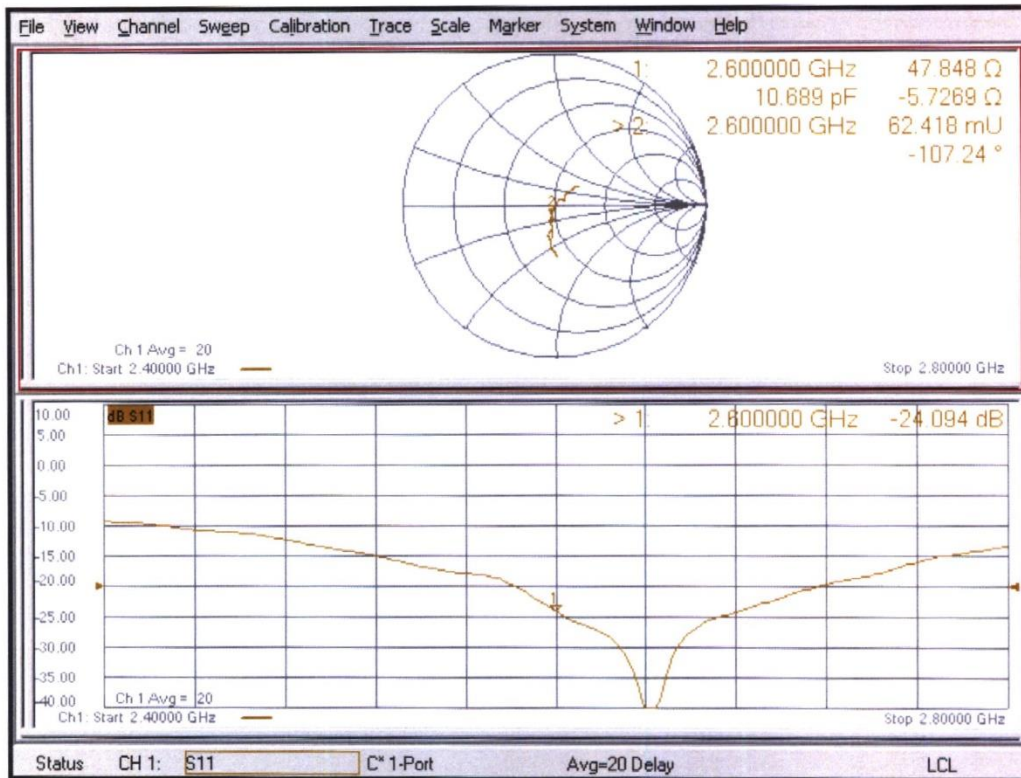 File View Channel Sweep Calibration Trace Scale Marker System Window Help
1: 2.600000 GHz 47.848 Ω
10.689 pF -5.7269 Ω
> 2: 2.600000 GHz 62.418 mU
-107.24 °
Ch 1 Avg = 20
Ch1: Start 2.40000 GHz Stop 2.80000 GHz
10.00 dB S11 > 1: 2.600000 GHz -24.094 dB
5.00
0.00
-5.00
-10.00
-15.00
-20.00
1
-25.00
-30.00
-35.00
-40.00 Ch 1 Avg = 20
Ch1: Start 2.40000 GHz Stop 2.80000 GHz
Status CH 1: S11 C* 1-Port Avg=20 Delay LCL